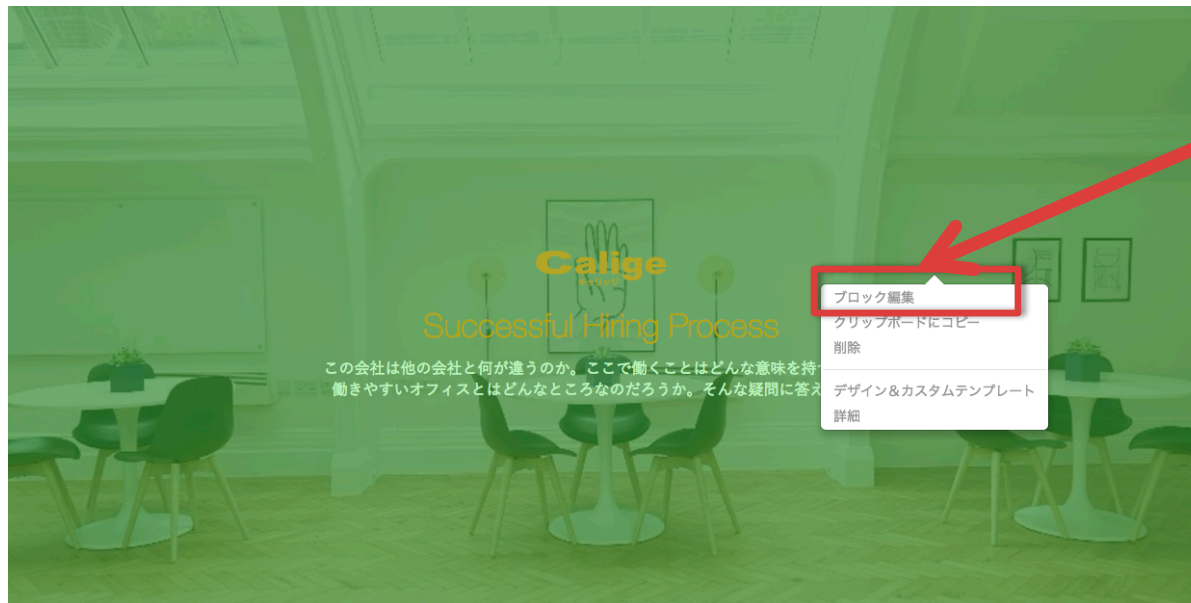 Calige
キャリッジ
Successful Hiring Process
この会社は他の会社と何が違うのか。ここで働くことはどんな意味を持
働きやすいオフィスとはどんなところなのだろうか。そんな疑問に答え
ブロック編集
クリップボードにコピー
削除
デザイン&カスタムテンプレート
詳細